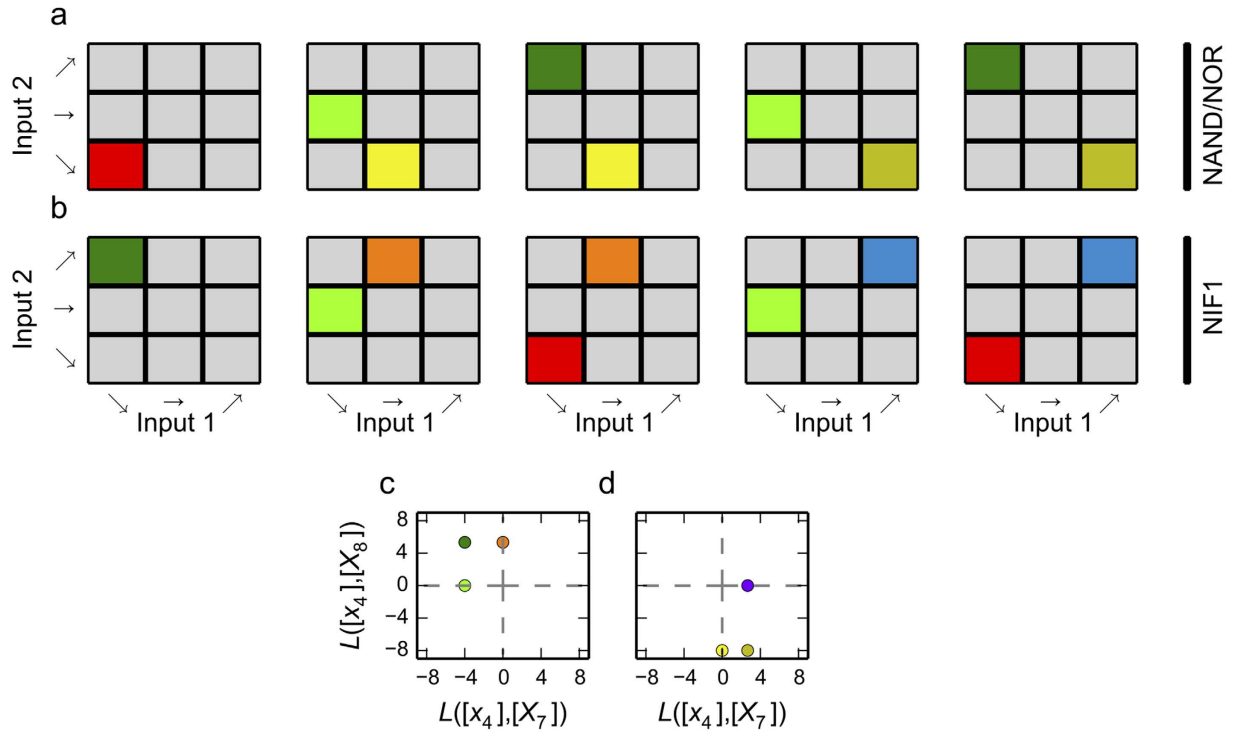 a
Input 2
↗
→
↘
NAND/NOR
b
Input 2
↗
→
↘
NIF1
↘ → ↗ ↘ → ↗ ↘ → ↗ ↘ → ↗ ↘ → ↗
Input 1 Input 1 Input 1 Input 1 Input 1
c d
L([x₄],[X₈])
8
4
0
−4
−8
−8 −4 0 4 8 −8 −4 0 4 8
L([x₄],[X₇]) L([x₄],[X₇])